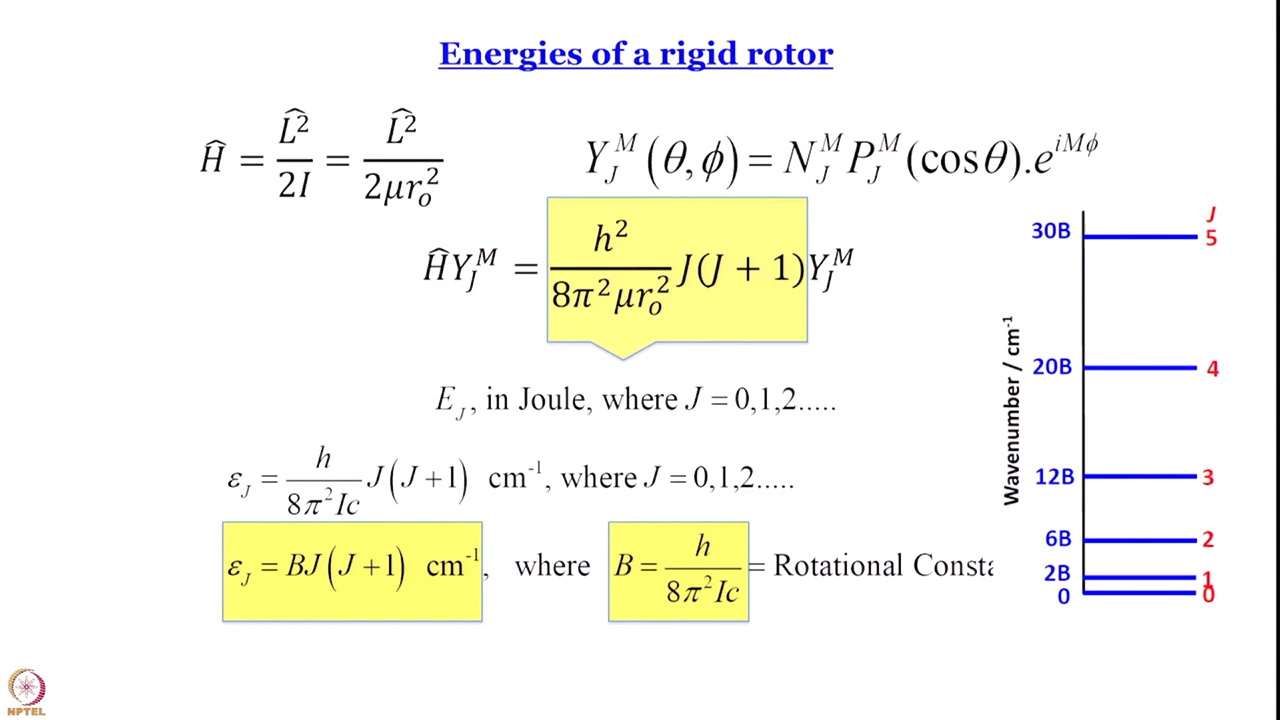 Energies of a rigid rotor
Ĥ = L̂²/2I = L̂²/2μr₀²
Y_J^M (θ,ϕ) = N_J^M P_J^M (cosθ).e^{iMϕ}
ĤY_J^M = h²/8π²μr₀² J(J + 1)Y_J^M
E_J, in Joule, where J = 0,1,2.....
ε_J = h/8π²Ic J(J+1) cm⁻¹, where J = 0,1,2.....
ε_J = BJ(J+1) cm⁻¹, where B = h/8π²Ic = Rotational Consta
Wavenumber / cm⁻¹
J
30B 5
20B 4
12B 3
6B 2
2B 1
0 0
NPTEL